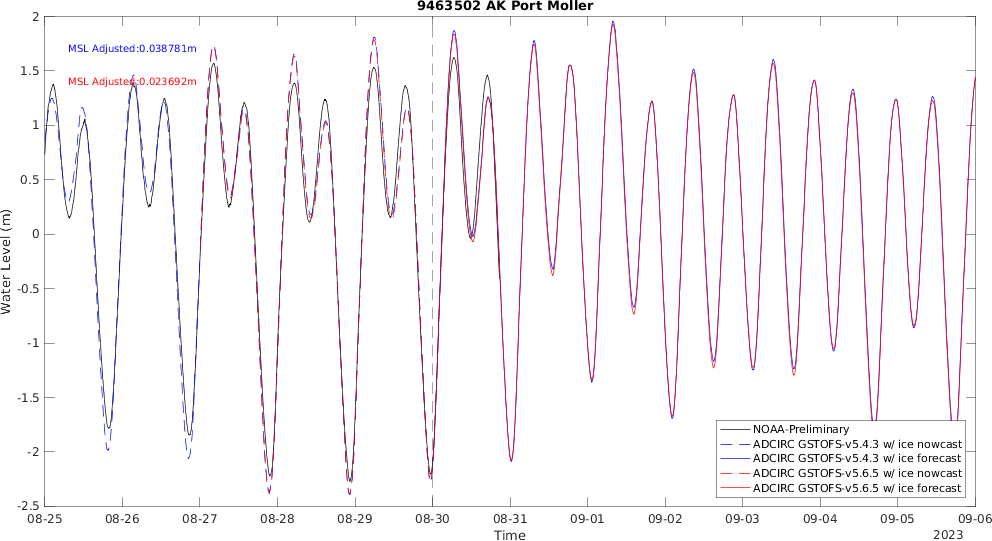 9463502 AK Port Moller
MSL Adjusted:0.038781m
MSL Adjusted:0.023692m
Water Level (m)
2
1.5
1
0.5
0
-0.5
-1
-1.5
-2
-2.5
NOAA-Preliminary
ADCIRC GSTOFS-v5.4.3 w/ ice nowcast
ADCIRC GSTOFS-v5.4.3 w/ ice forecast
ADCIRC GSTOFS-v5.6.5 w/ ice nowcast
ADCIRC GSTOFS-v5.6.5 w/ ice forecast
08-25 08-26 08-27 08-28 08-29 08-30 08-31 09-01 09-02 09-03 09-04 09-05 09-06
Time
2023